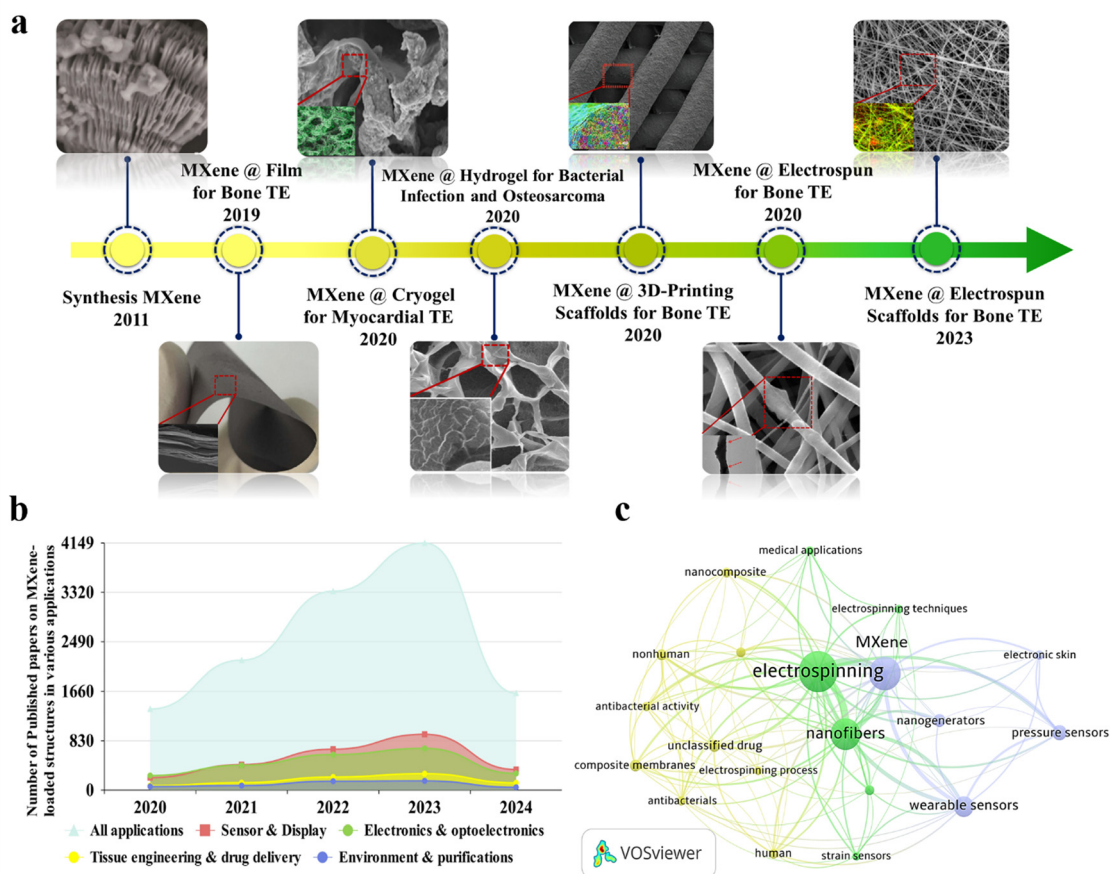 a
MXene @ Film
for Bone TE
2019
MXene @ Hydrogel for Bacterial
Infection and Osteosarcoma
2020
MXene @ Electrospun
for Bone TE
2020
Synthesis MXene
2011
MXene @ Cryogel
for Myocardial TE
2020
MXene @ 3D-Printing
Scaffolds for Bone TE
2020
MXene @ Electrospun
Scaffolds for Bone TE
2023
b
Number of Published papers on MXene-
loaded structures in various applications
4149
3320
2490
1660
830
0
2020 2021 2022 2023 2024
All applications Sensor & Display Electronics & optoelectronics
Tissue engineering & drug delivery Environment & purifications
c
medical applications
nanocomposite
electrospinning techniques
MXene
nonhuman
electronic skin
electrospinning
antibacterial activity
nanogenerators
nanofibers
pressure sensors
unclassified drug
composite membranes
electrospinning process
antibacterials
wearable sensors
human
strain sensors
VOSviewer